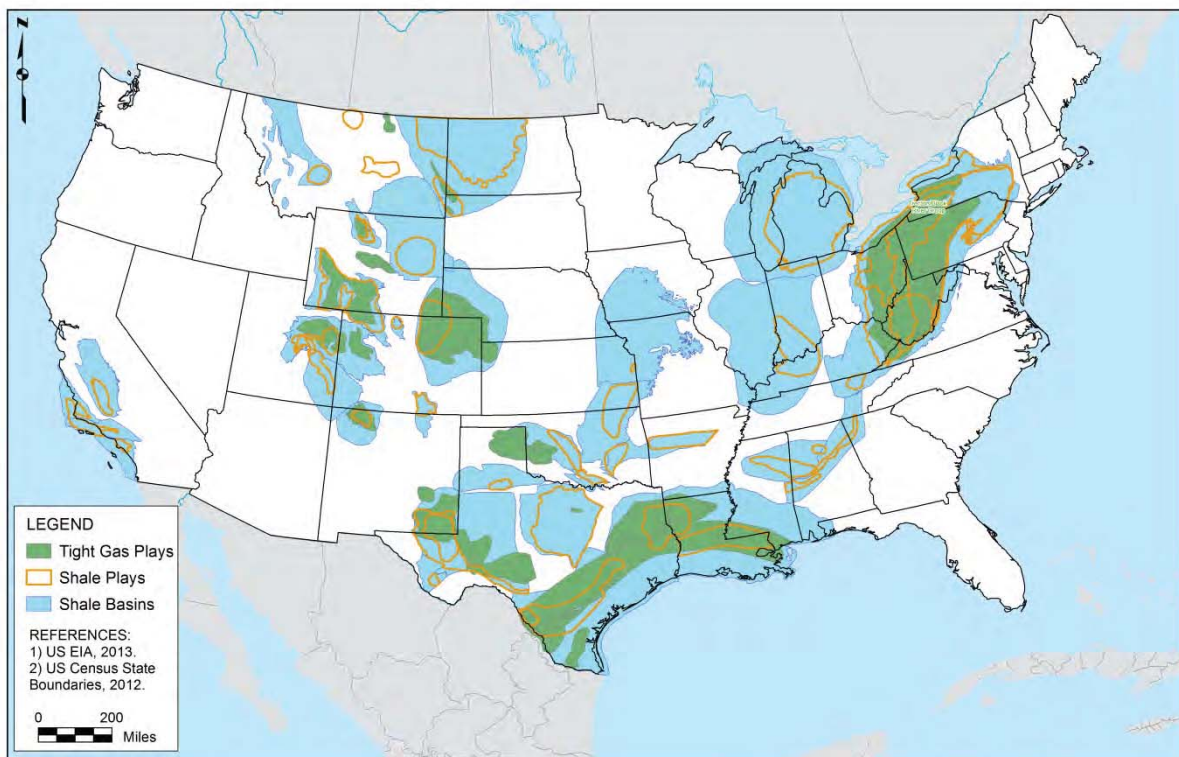 N
LEGEND
Tight Gas Plays
Shale Plays
Shale Basins
REFERENCES:
1) US EIA, 2013.
2) US Census State
Boundaries, 2012.
0 200
Miles